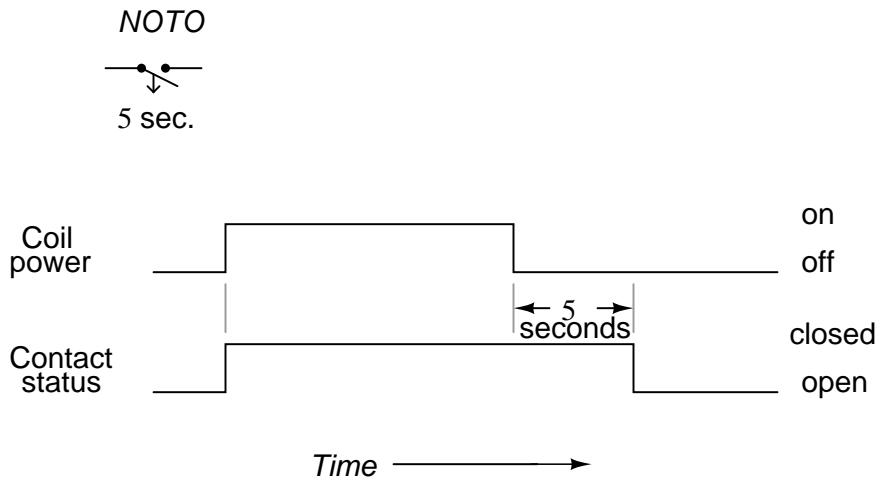 NOTO
5 sec.
Coil
power
on
off
5
seconds
Contact
status
closed
open
Time